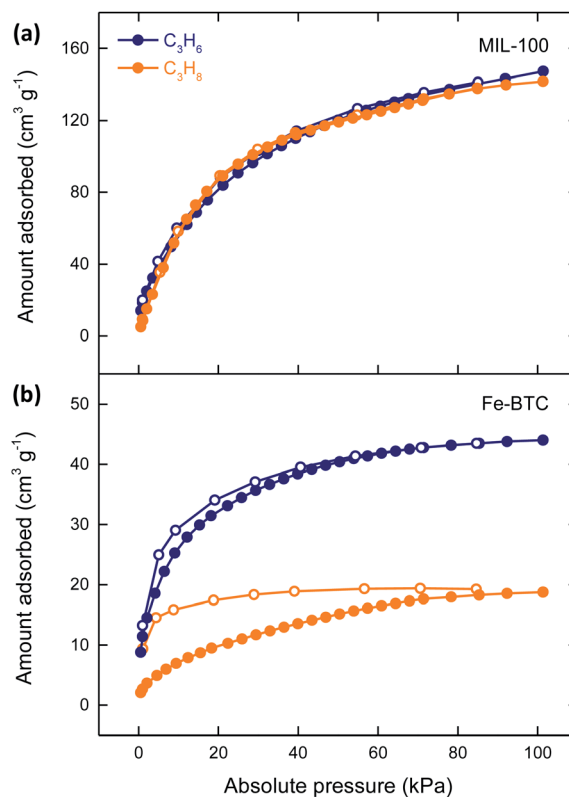 (a)
C₃H₆
C₃H₈
MIL-100
160
120
80
40
0
Amount adsorbed (cm³ g⁻¹)
(b)
Fe-BTC
50
40
30
20
10
0
Amount adsorbed (cm³ g⁻¹)
0 20 40 60 80 100
Absolute pressure (kPa)